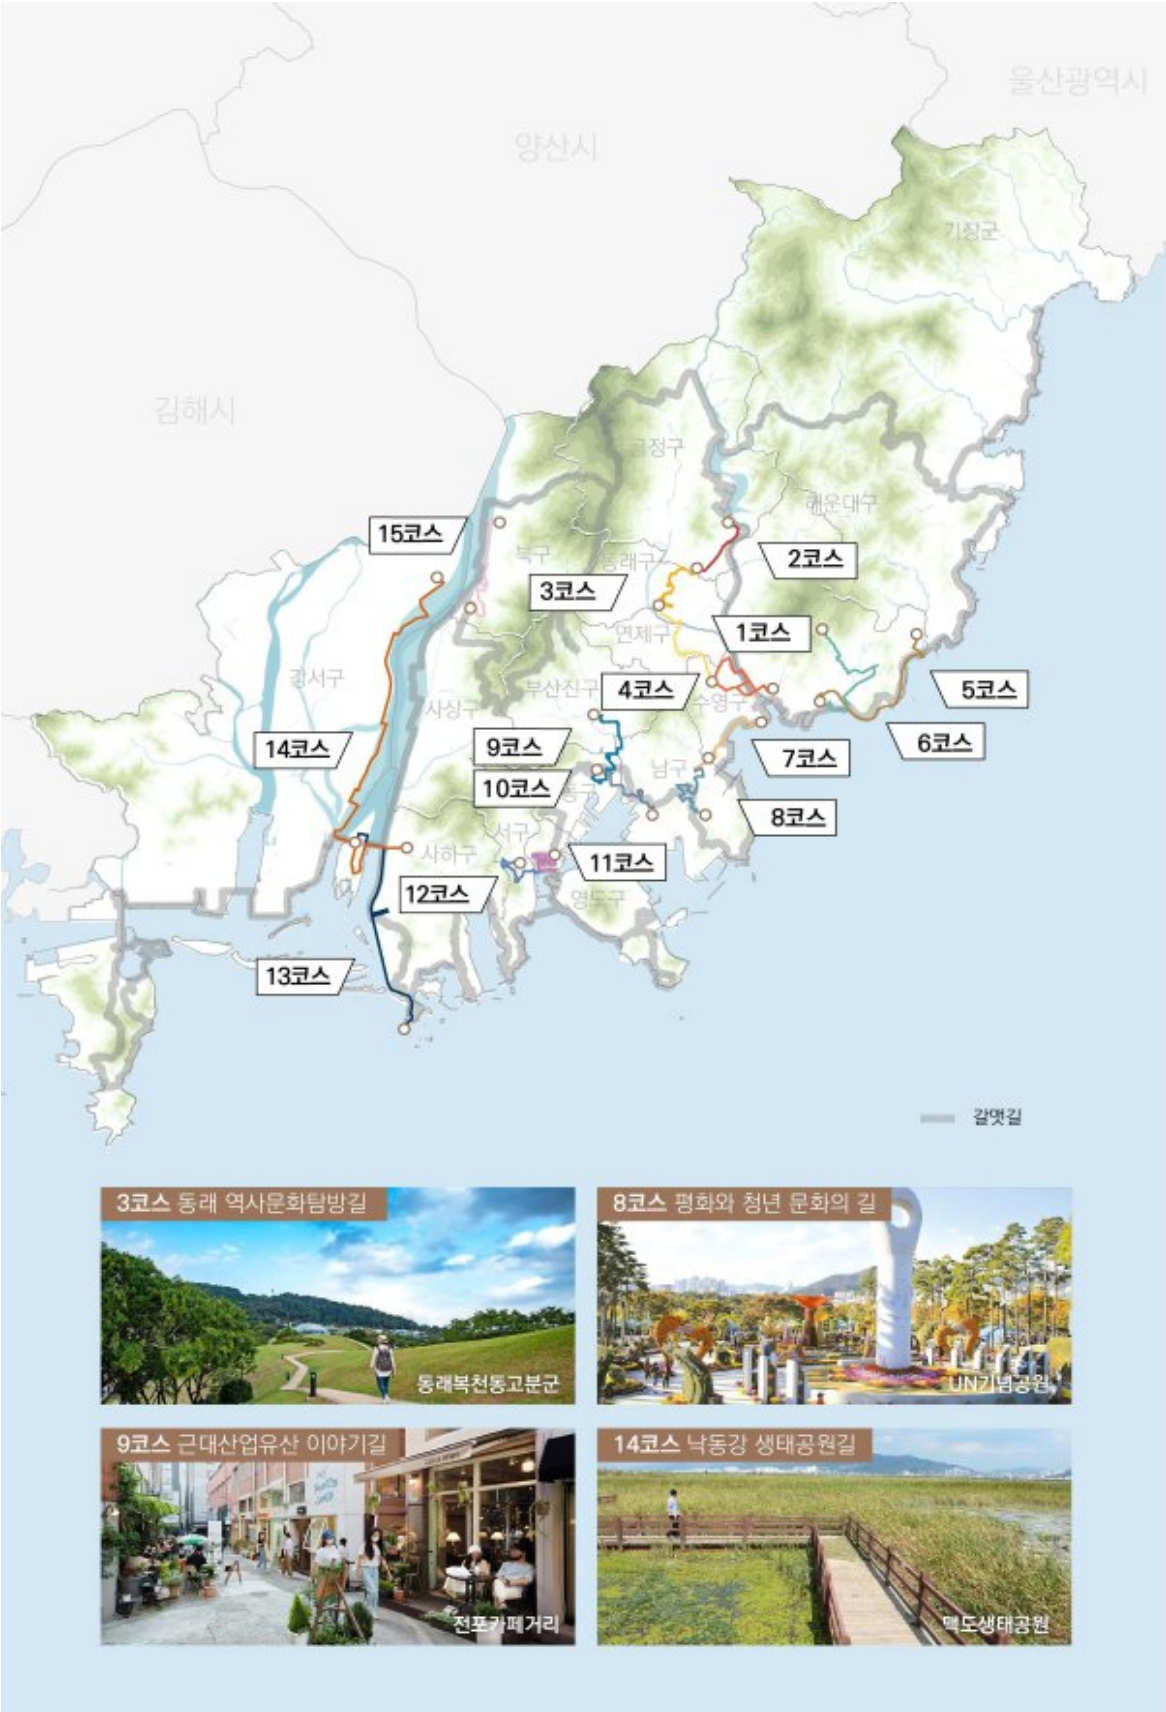 울산광역시
양산시
기장군
김해시
금정구
해운대구
15코스
북구
동래구
2코스
3코스
연제구
1코스
강서구
부산진구
4코스
수영구
5코스
사상구
14코스
9코스
남구
7코스
6코스
10코스
동구
8코스
서구
사하구
11코스
12코스
영도구
13코스
갈맷길
3코스 동래 역사문화탐방길
동래복천동고분군
8코스 평화와 청년 문화의 길
UN기념공원
9코스 근대산업유산 이야기길
전포카페거리
14코스 낙동강 생태공원길
맥도생태공원